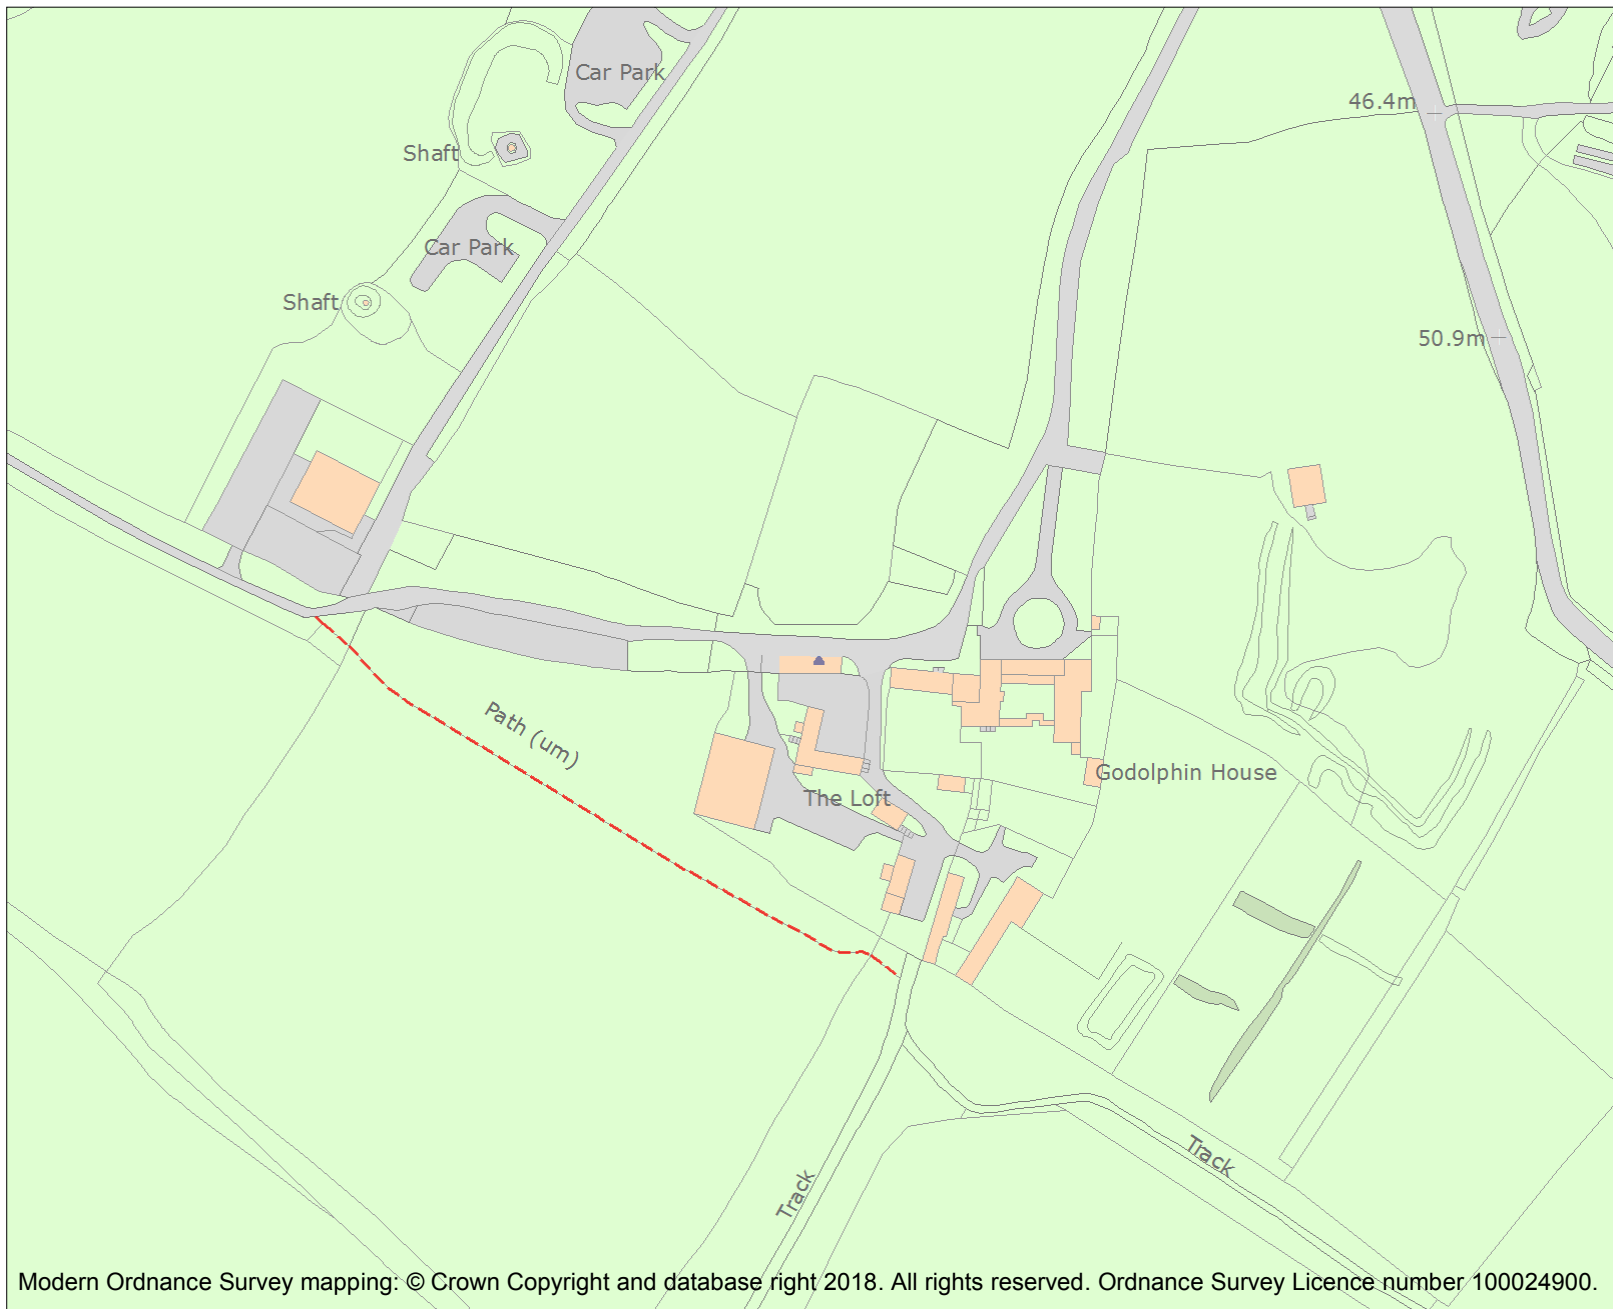 Car Park
46.4m
Shaft
Car Park
Shaft
50.9m
Path (um)
Godolphin House
The Loft
Track
Track
Modern Ordnance Survey mapping: © Crown Copyright and database right 2018. All rights reserved. Ordnance Survey Licence number 100024900.